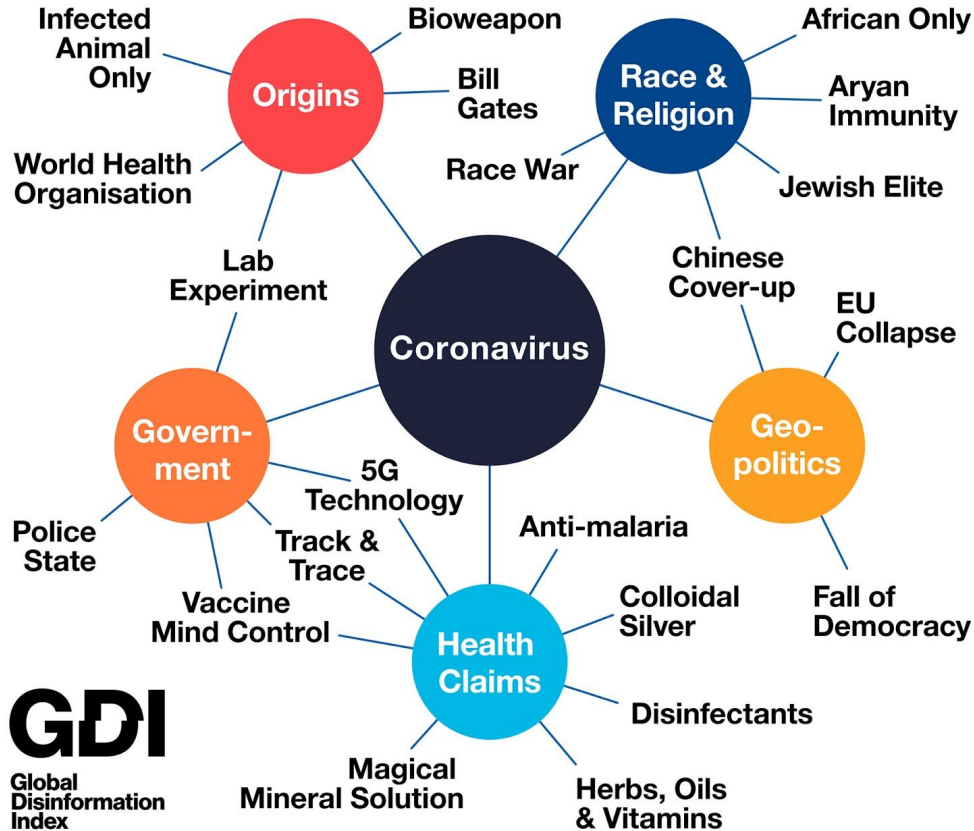 Infected
Animal
Only
Bioweapon
Origins
Bill
Gates
World Health
Organisation
African Only
Race &
Religion
Aryan
Immunity
Race War
Jewish Elite
Lab
Experiment
Chinese
Cover-up
EU
Collapse
Coronavirus
Govern-
ment
Geo-
politics
5G
Technology
Police
State
Track &
Trace
Vaccine
Mind Control
Anti-malaria
Colloidal
Silver
Fall of
Democracy
Health
Claims
Disinfectants
Magical
Mineral Solution
Herbs, Oils
& Vitamins
GDI
Global
Disinformation
Index